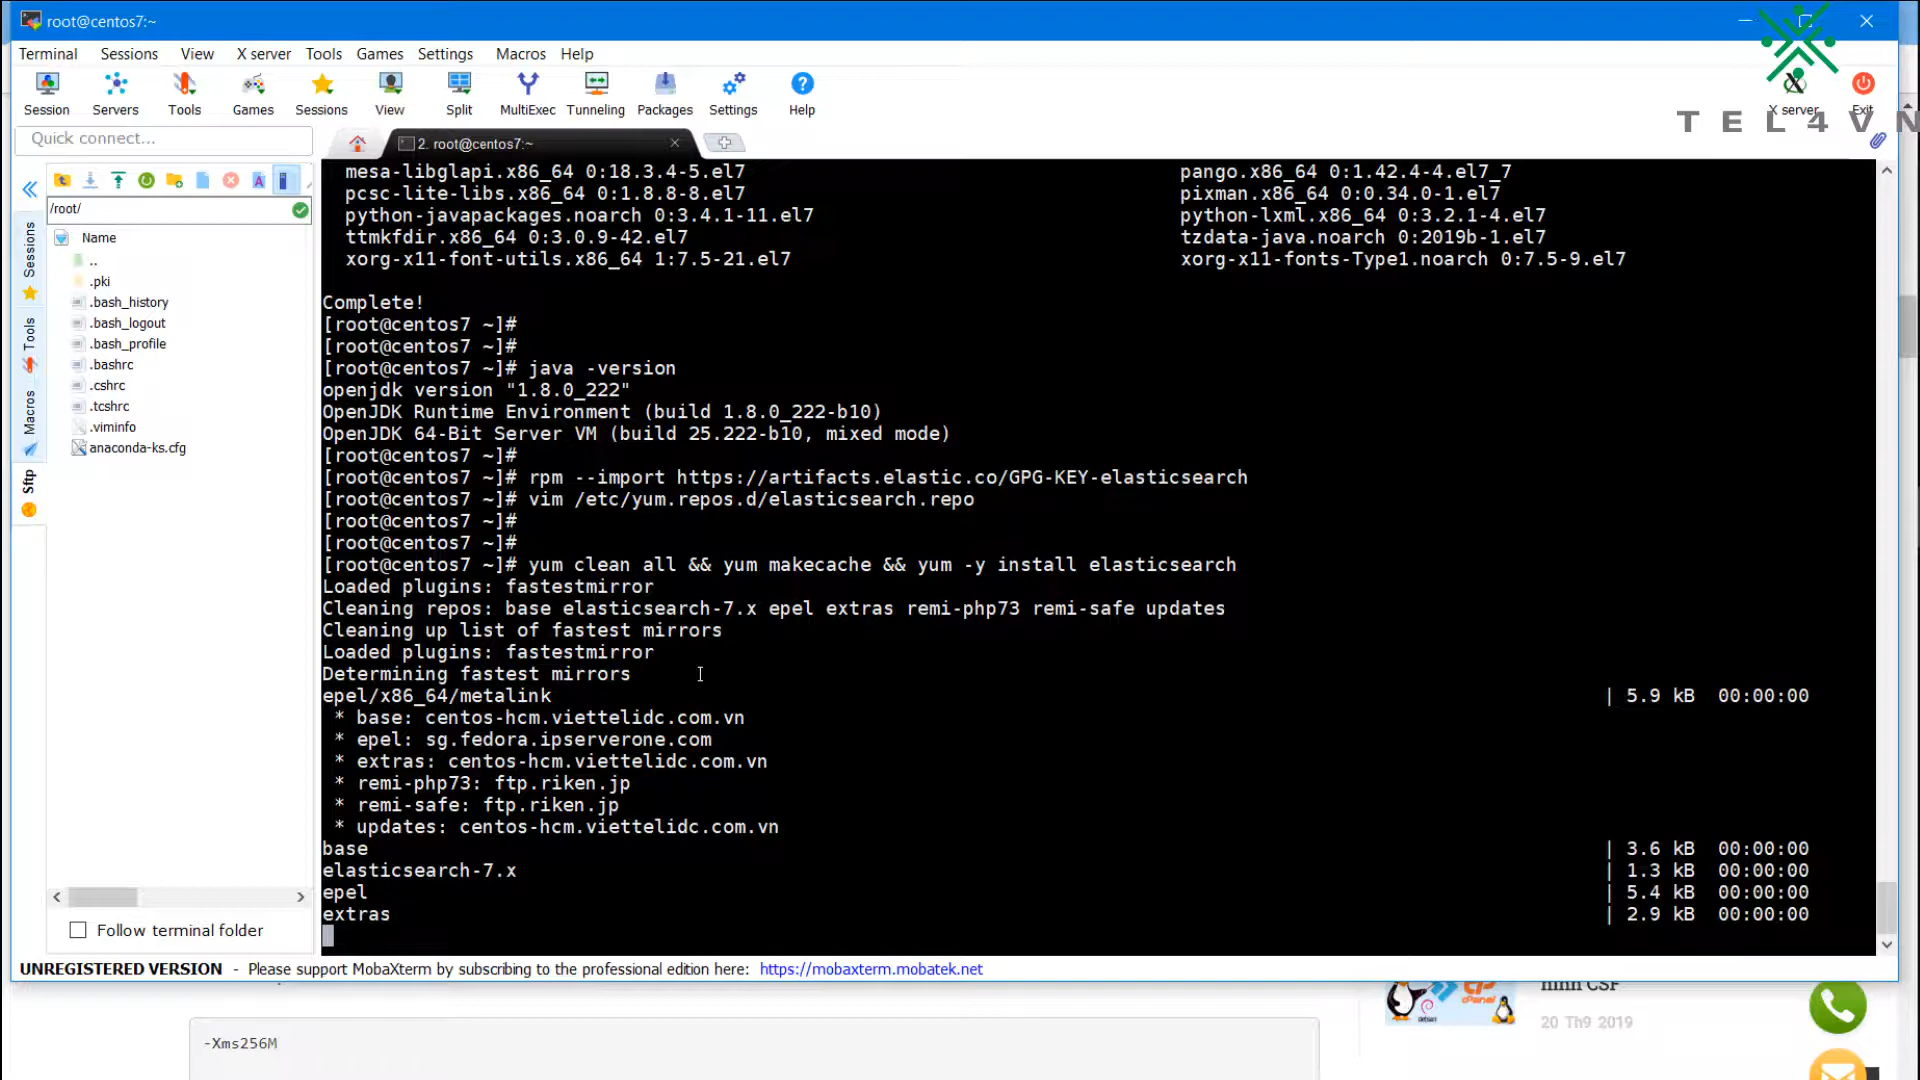 root@centos7:~
Terminal Sessions View X server Tools Games Settings Macros Help
Session Servers Tools Games Sessions View Split MultiExec Tunneling Packages Settings Help X server Exit
TEL4VN
Quick connect...
2. root@centos7:~
/root/
Name
..
.pki
.bash_history
.bash_logout
.bash_profile
.bashrc
.cshrc
.tcshrc
.viminfo
anaconda-ks.cfg
Sessions
Tools
Macros
Sftp
Follow terminal folder
mesa-libglapi.x86_64 0:18.3.4-5.el7 pango.x86_64 0:1.42.4-4.el7_7
pcsc-lite-libs.x86_64 0:1.8.8-8.el7 pixman.x86_64 0:0.34.0-1.el7
python-javapackages.noarch 0:3.4.1-11.el7 python-lxml.x86_64 0:3.2.1-4.el7
ttmkfdir.x86_64 0:3.0.9-42.el7 tzdata-java.noarch 0:2019b-1.el7
xorg-x11-font-utils.x86_64 1:7.5-21.el7 xorg-x11-fonts-Type1.noarch 0:7.5-9.el7
Complete!
[root@centos7 ~]#
[root@centos7 ~]#
[root@centos7 ~]# java -version
openjdk version "1.8.0_222"
OpenJDK Runtime Environment (build 1.8.0_222-b10)
OpenJDK 64-Bit Server VM (build 25.222-b10, mixed mode)
[root@centos7 ~]#
[root@centos7 ~]# rpm --import https://artifacts.elastic.co/GPG-KEY-elasticsearch
[root@centos7 ~]# vim /etc/yum.repos.d/elasticsearch.repo
[root@centos7 ~]#
[root@centos7 ~]#
[root@centos7 ~]# yum clean all && yum makecache && yum -y install elasticsearch
Loaded plugins: fastestmirror
Cleaning repos: base elasticsearch-7.x epel extras remi-php73 remi-safe updates
Cleaning up list of fastest mirrors
Loaded plugins: fastestmirror
Determining fastest mirrors
epel/x86_64/metalink | 5.9 kB 00:00:00
* base: centos-hcm.viettelidc.com.vn
* epel: sg.fedora.ipserverone.com
* extras: centos-hcm.viettelidc.com.vn
* remi-php73: ftp.riken.jp
* remi-safe: ftp.riken.jp
* updates: centos-hcm.viettelidc.com.vn
base | 3.6 kB 00:00:00
elasticsearch-7.x | 1.3 kB 00:00:00
epel | 5.4 kB 00:00:00
extras | 2.9 kB 00:00:00
UNREGISTERED VERSION - Please support MobaXterm by subscribing to the professional edition here: https://mobaxterm.mobatek.net
CSF
debian
cPanel
20 Th9 2019
-Xms256M